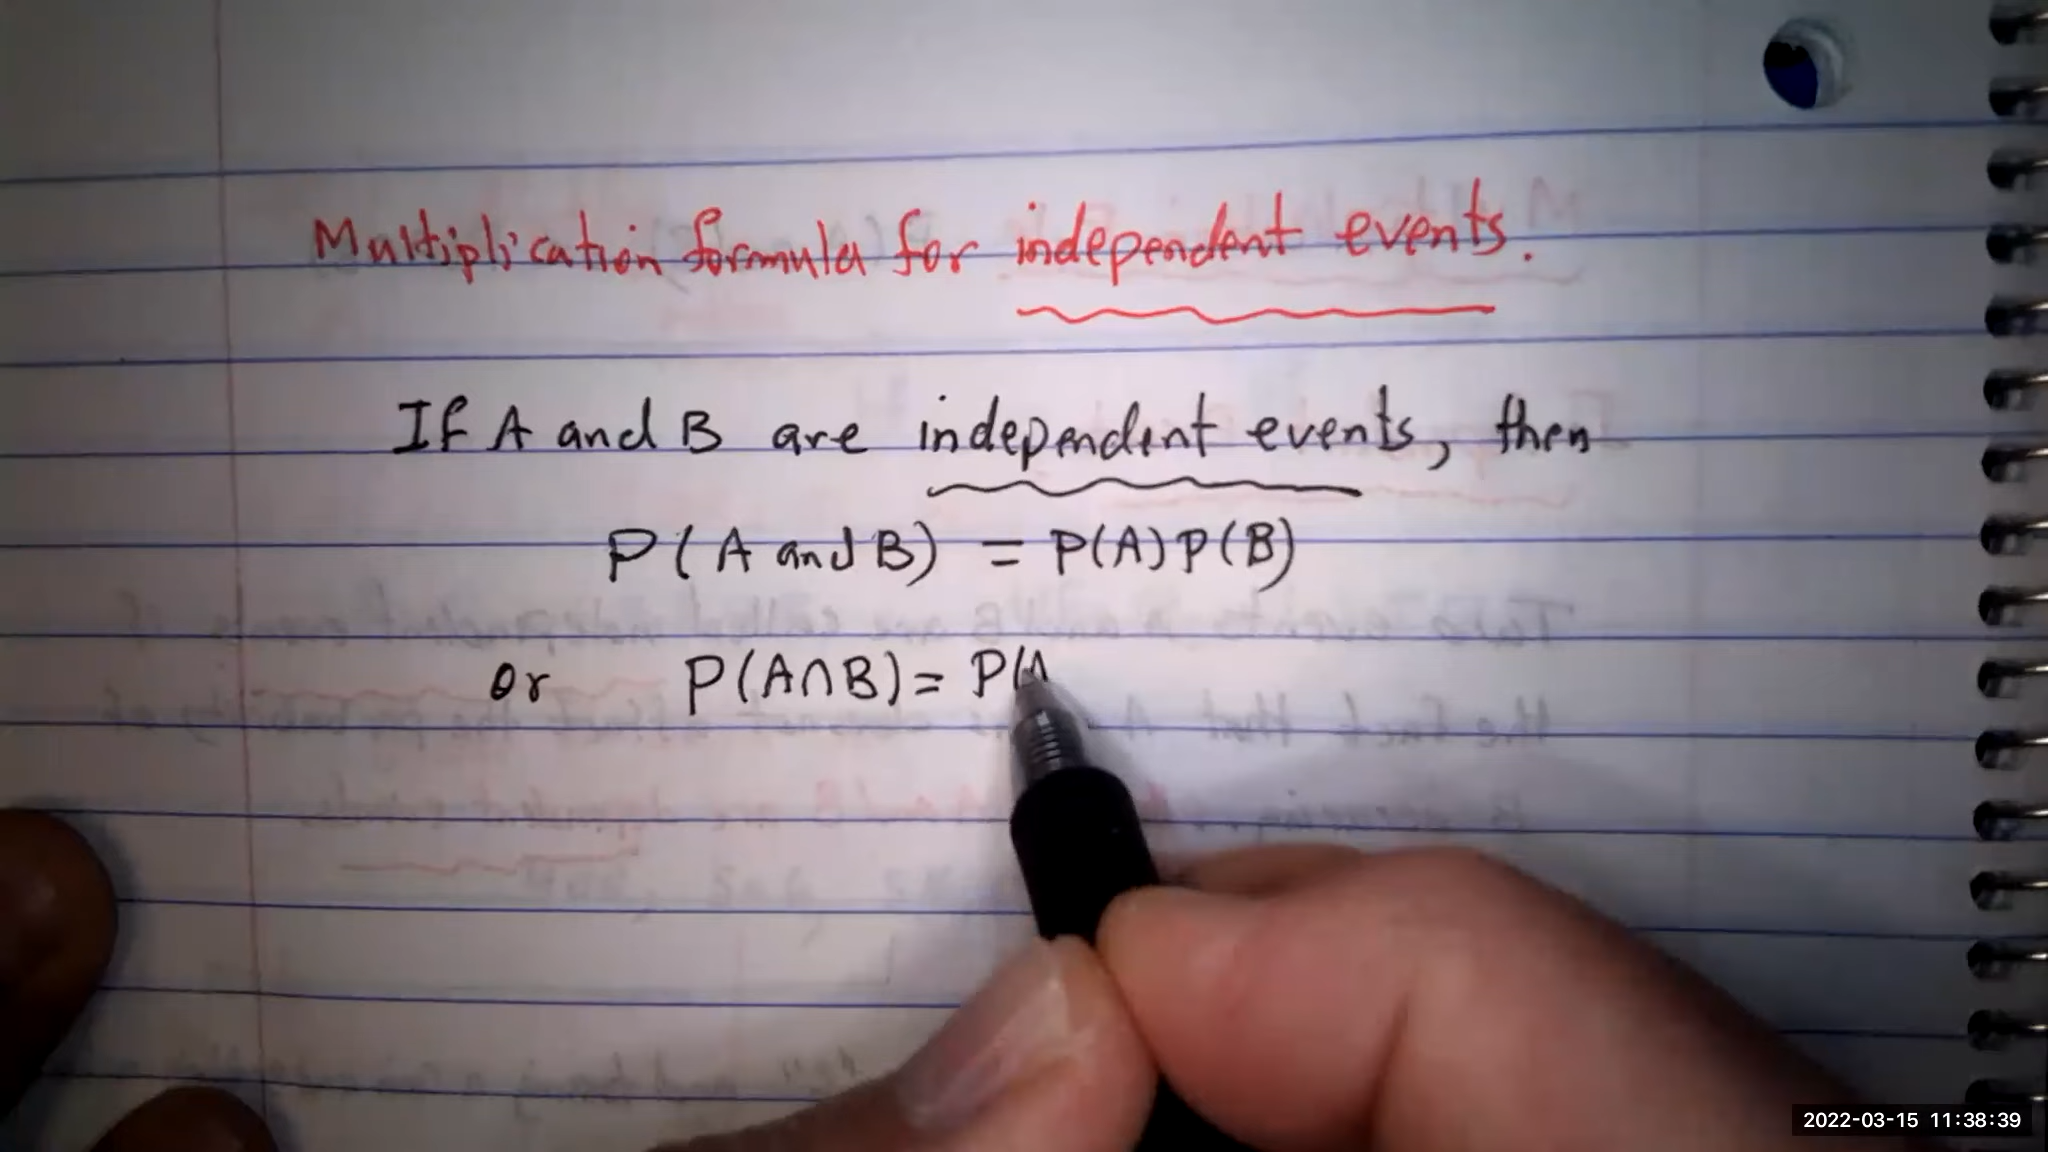 Multiplication formula for independent events.
If A and B are independent events, then
P(A and B) = P(A)P(B)
or P(A∩B) = P(A
2022-03-15 11:38:39